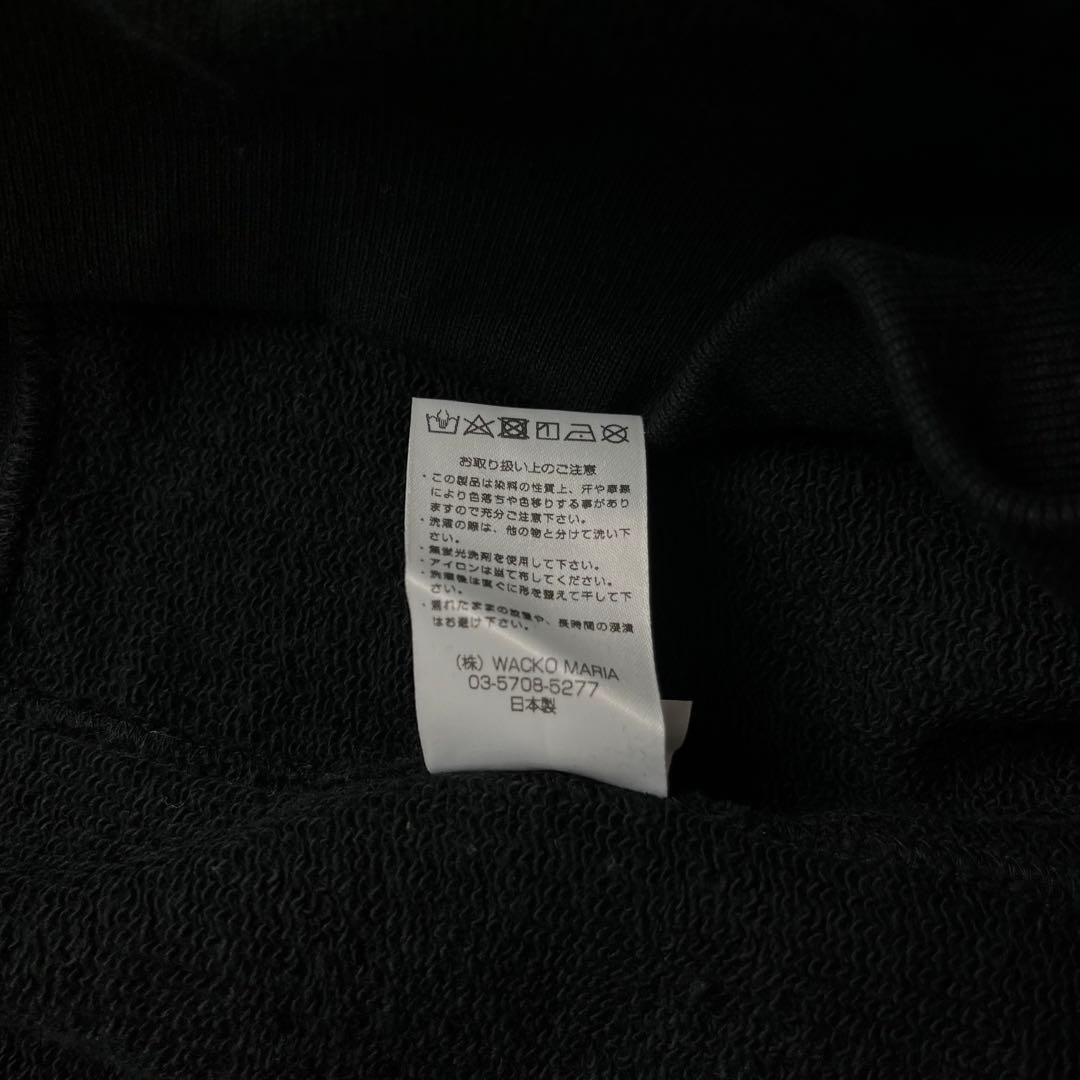 お取り扱い上のご注意
・この製品は染料の性質上、汗や摩擦
により色落ちや色移りする事があり
ますので充分ご注意下さい。
・洗濯の際は、他の物と分けて洗い下
さい。
・無蛍光洗剤を使用して下さい。
・アイロンは当て布してください。
・洗濯後は直ぐに形を整えて干して下
さい。
・濡れたままの放置や、長時間の浸漬
はお避け下さい。
(株) WACKO MARIA
03-5708-5277
日本製